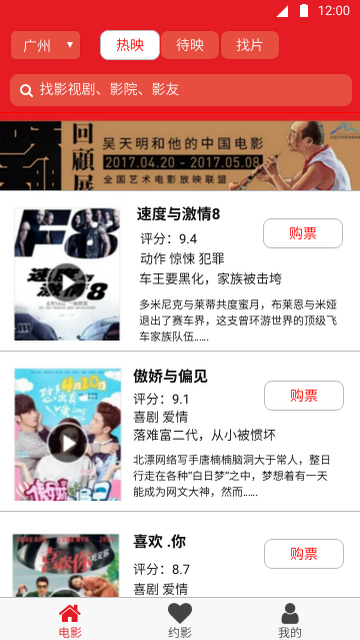 12:00
广州
热映
待映
找片
找影视剧、影院、影友
回顾展
吴天明和他的中国电影
2017.04.20 - 2017.05.08
全国艺术电影放映联盟
F8
速度与激情8
购票
评分：9.4
动作 惊悚 犯罪
车王要黑化，家族被击垮
多米尼克与莱蒂共度蜜月，布莱恩与米娅
退出了赛车界，这支曾环游世界的顶级飞
车家族队伍......
4月20日
傲娇与偏见
购票
评分：9.1
喜剧 爱情
落难富二代，从小被惯坏
北漂网络写手唐楠楠脑洞大于常人，整日
行走在各种“白日梦”之中，梦想着有一天
能成为网文大神，然而......
喜欢你
喜欢 .你
购票
评分：8.7
喜剧 爱情
电影
约影
我的